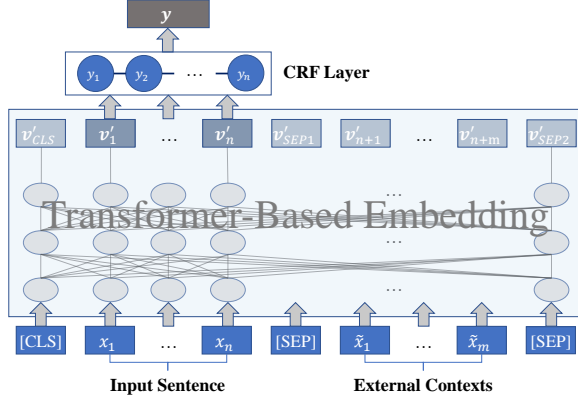 y
y₁ y₂ … yₙ CRF Layer
v′CLS v′₁ … v′ₙ v′SEP1 v′ₙ₊₁ … v′ₙ₊ₘ v′SEP2
…
Transformer-Based Embedding
…
…
[CLS] x₁ … xₙ [SEP] x̃₁ … x̃ₘ [SEP]
Input Sentence External Contexts